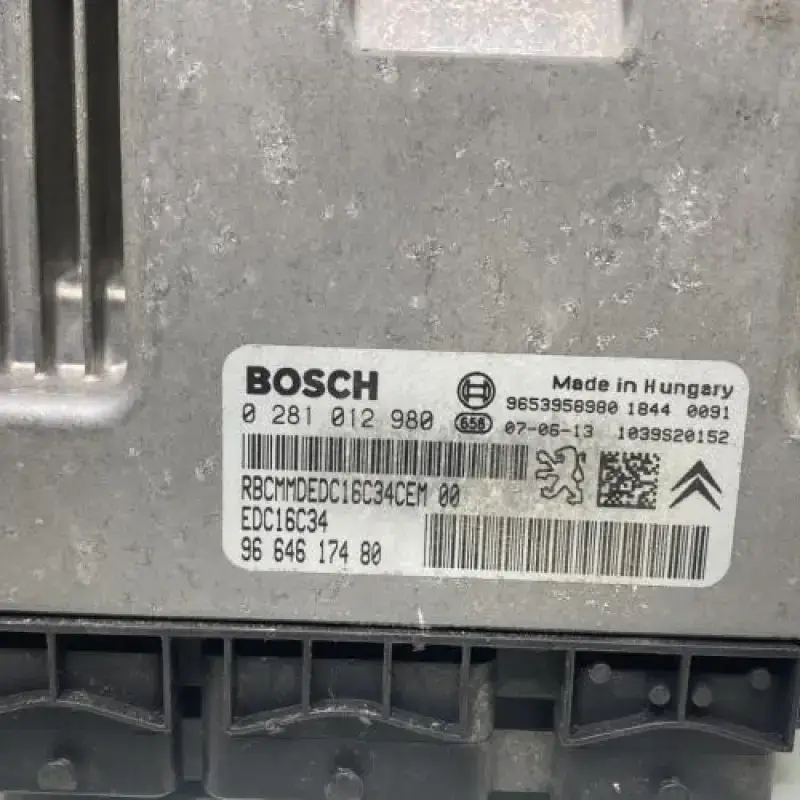 BOSCH
Made in Hungary
0 281 012 980
9653958980 1844 0091
656 07-06-13 1039S20152
RBCMMDEDC16C34CEM 00
EDC16C34
96 646 174 80